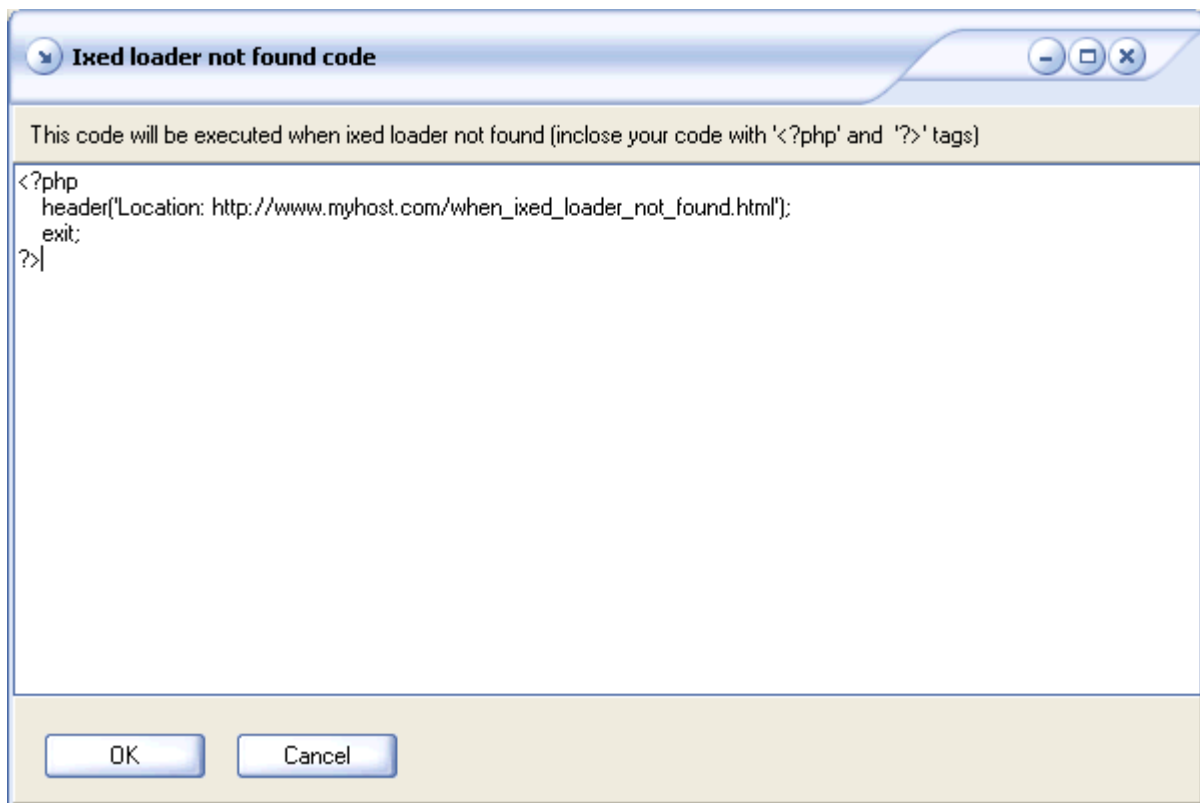 Ixed loader not found code
This code will be executed when ixed loader not found (inclose your code with '<?php' and  '?>' tags)
<?php
    header('Location: http://www.myhost.com/when_ixed_loader_not_found.html');
    exit;
?>
OK Cancel